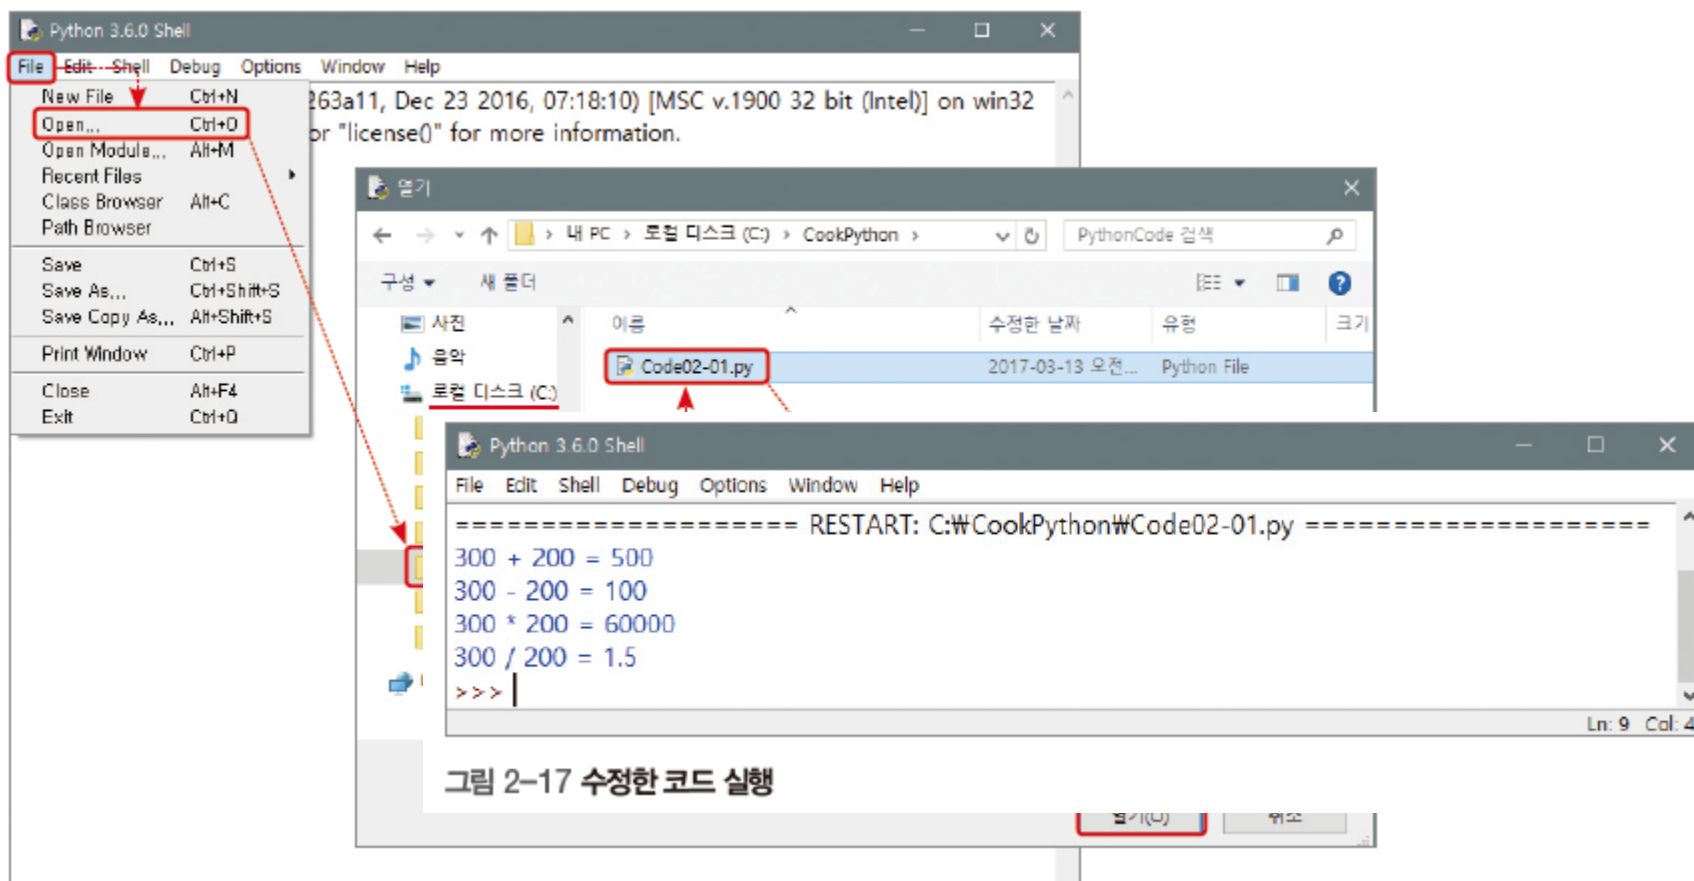 Python 3.6.0 Shell
File Edit Shell Debug Options Window Help
New File Ctrl+N
Open... Ctrl+O
Open Module... Alt+M
Recent Files
Class Browser Alt+C
Path Browser
Save Ctrl+S
Save As... Ctrl+Shift+S
Save Copy As... Alt+Shift+S
Print Window Ctrl+P
Close Alt+F4
Exit Ctrl+Q
263a11, Dec 23 2016, 07:18:10) [MSC v.1900 32 bit (Intel)] on win32
or "license()" for more information.
열기
내 PC > 로컬 디스크 (C:) > CookPython >
PythonCode 검색
구성 새 폴더
사진
음악
로컬 디스크 (C:)
이름 수정한 날짜 유형 크기
Code02-01.py 2017-03-13 오전... Python File
Python 3.6.0 Shell
File Edit Shell Debug Options Window Help
==================== RESTART: C:₩CookPython₩Code02-01.py ====================
300 + 200 = 500
300 - 200 = 100
300 * 200 = 60000
300 / 200 = 1.5
>>>
Ln: 9 Col: 4
그림 2-17 수정한 코드 실행
열기(O) 취소